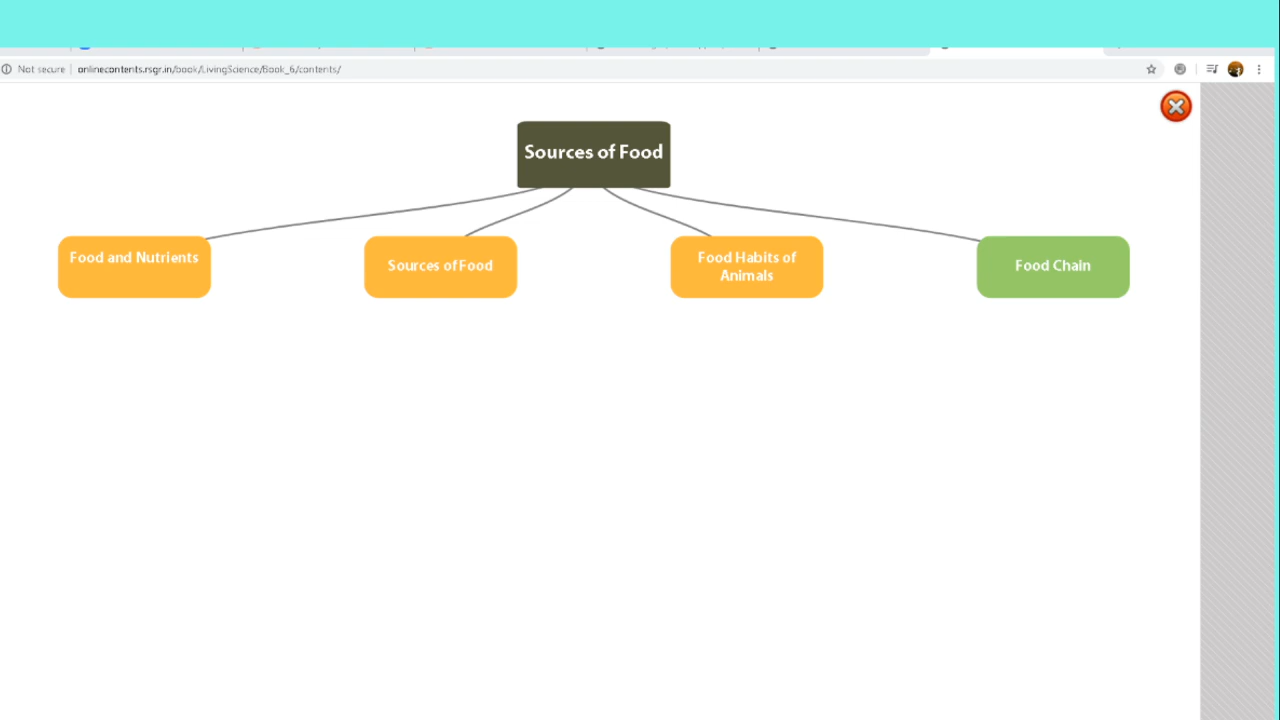 Not secure
onlinecontents.rsgr.in/book/LivingScience/Book_6/contents/
Sources of Food
Food and Nutrients
Sources of Food
Food Habits of
Animals
Food Chain